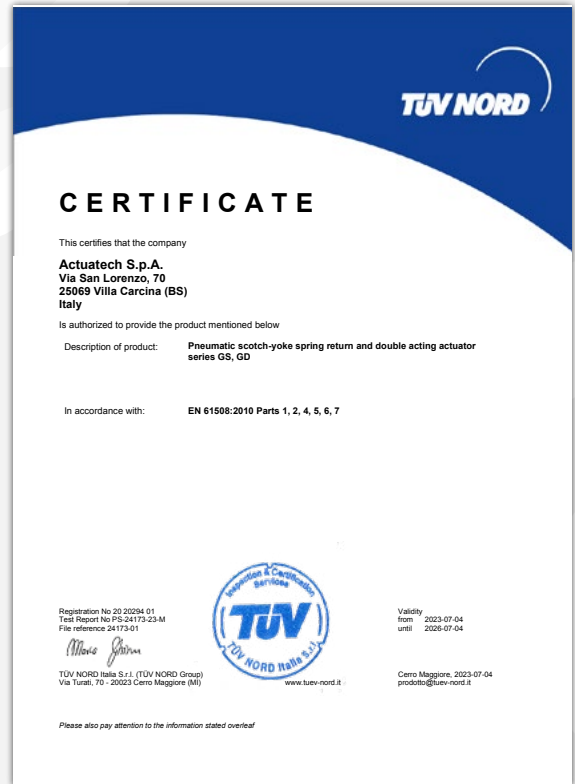 TÜV NORD
CERTIFICATE
This certifies that the company
Actuatech S.p.A.
Via San Lorenzo, 70
25069 Villa Carcina (BS)
Italy
Is authorized to provide the product mentioned below
Description of product: Pneumatic scotch-yoke spring return and double acting actuator
series GS, GD
In accordance with: EN 61508:2010 Parts 1, 2, 4, 5, 6, 7
Inspection & Certification
Services
TÜV
TÜV NORD Italia S.r.l.
Registration No 20 20294 01
Test Report No PS-24173-23-M
File reference 24173-01
Validity
from 2023-07-04
until 2026-07-04
TÜV NORD Italia S.r.l. (TÜV NORD Group)
Via Turati, 70 - 20023 Cerro Maggiore (MI)
www.tuev-nord.it
Cerro Maggiore, 2023-07-04
prodotto@tuev-nord.it
Please also pay attention to the information stated overleaf